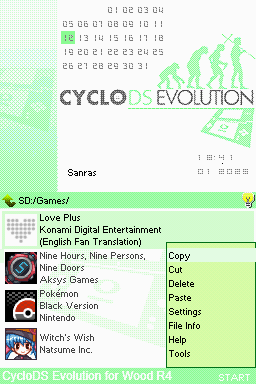 01 02 03 04
05 06 07 08 09 10 11
12 13 14 15 16 17 18
19 20 21 22 23 24 25
26 27 28 29 30 31
CYCLO DS EVOLUTION
18:41
Sanras
01
SD:/Games/
Love Plus
Konami Digital Entertainment
(English Fan Translation)
Nine Hours, Nine Persons,
Nine Doors
Aksys Games
Pokémon
Black Version
Nintendo
Witch's Wish
Natsume Inc.
Copy
Cut
Delete
Paste
Settings
File Info
Help
Tools
CycloDS Evolution for Wood R4
START